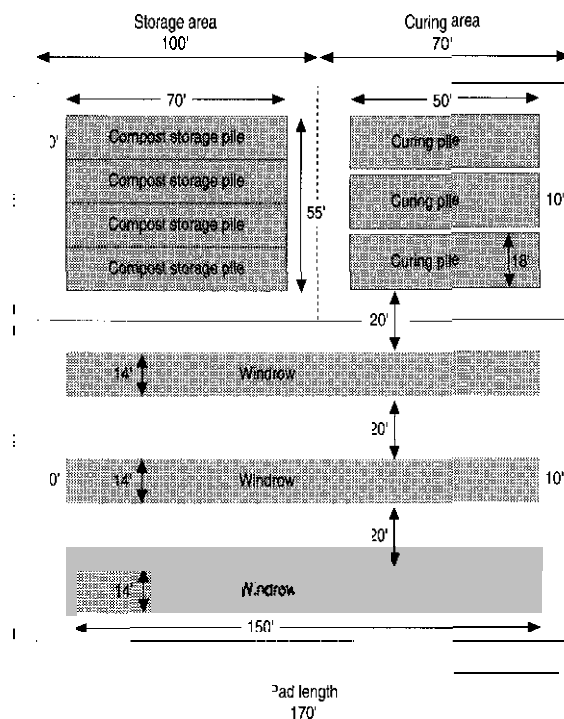 Storage area
100'
Curing area
70'
70'
50'
0'
Compost storage pile
Compost storage pile
Compost storage pile
Compost storage pile
55'
Curing pile
Curing pile
10'
Curing pile
18'
20'
14'
Windrow
20'
0'
14'
Windrow
10'
20'
14'
Windrow
150'
Pad length
170'